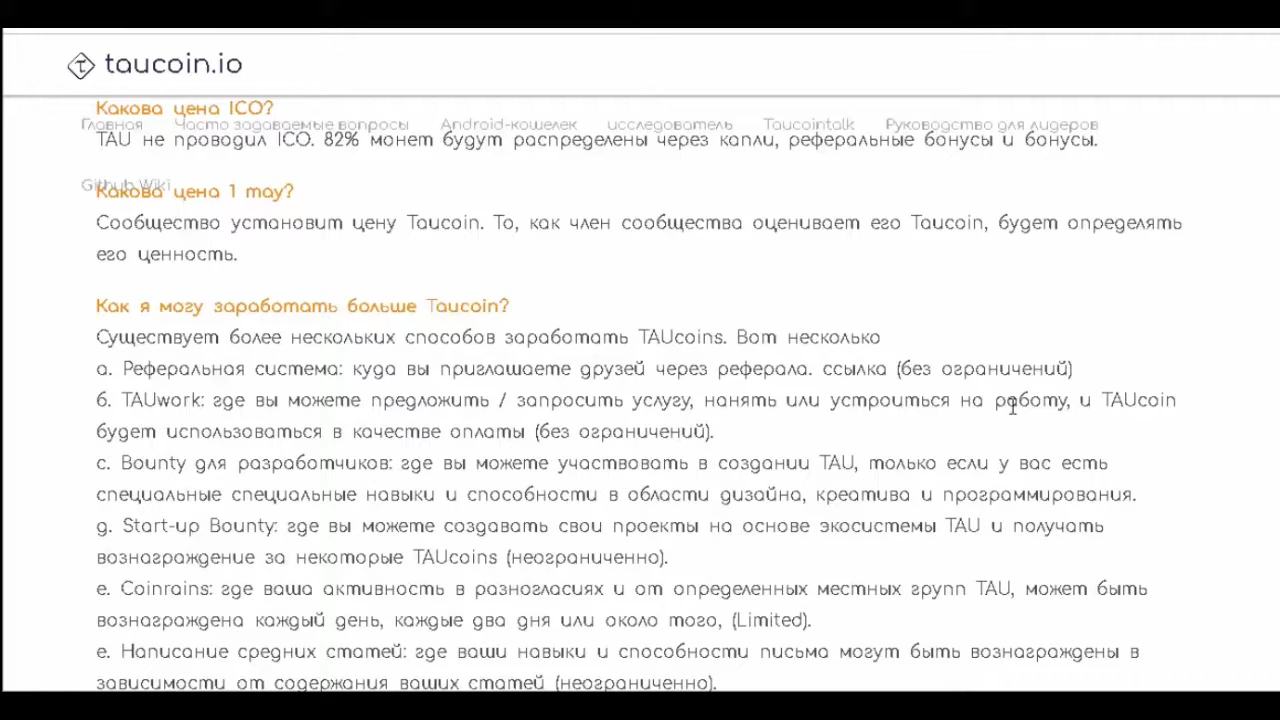 taucoin.io
Какова цена ICO?
Главная Часто задаваемые вопросы Android-кошелек исследователь Taucointalk Руководство для лидеров
TAU не проводил ICO. 82% монет будут распределены через капли, реферальные бонусы и бонусы.
Github Wiki
Какова цена 1 тау?
Сообщество установит цену Taucoin. То, как член сообщества оценивает его Taucoin, будет определять
его ценность.
Как я могу заработать больше Taucoin?
Существует более нескольких способов заработать TAUcoins. Вот несколько
а. Реферальная система: куда вы приглашаете друзей через реферала. ссылка (без ограничений)
б. TAUwork: где вы можете предложить / запросить услугу, нанять или устроиться на работу, и TAUcoin
будет использоваться в качестве оплаты (без ограничений).
с. Bounty для разработчиков: где вы можете участвовать в создании TAU, только если у вас есть
специальные специальные навыки и способности в области дизайна, креатива и программирования.
д. Start-up Bounty: где вы можете создавать свои проекты на основе экосистемы TAU и получать
вознаграждение за некоторые TAUcoins (неограниченно).
е. Coinrains: где ваша активность в разногласиях и от определенных местных групп TAU, может быть
вознаграждена каждый день, каждые два дня или около того, (Limited).
е. Написание средних статей: где ваши навыки и способности письма могут быть вознаграждены в
зависимости от содержания ваших статей (неограниченно).